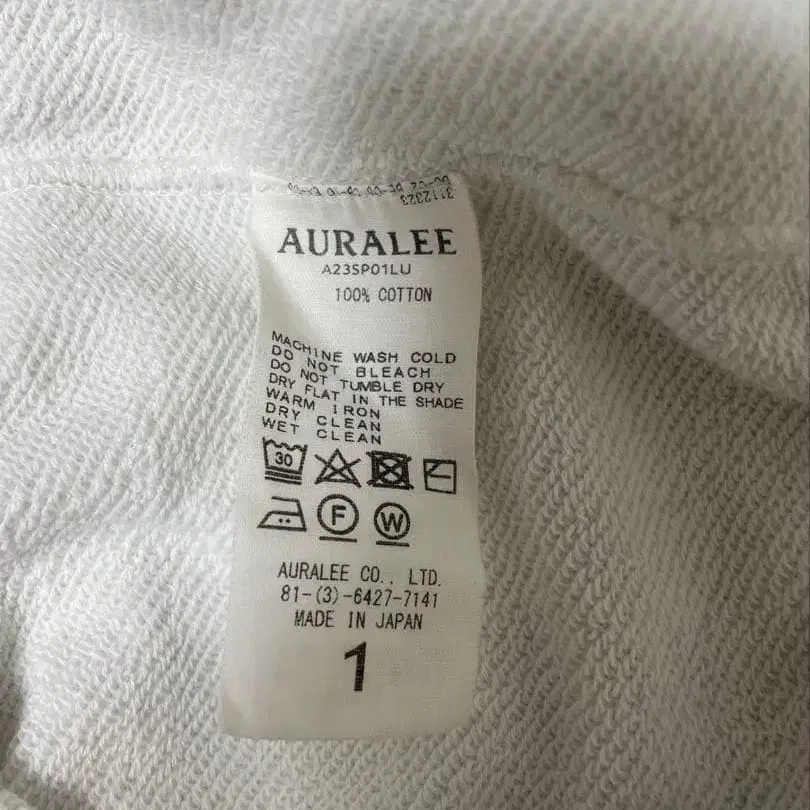 3112323
AURALEE
A23SP01LU
100% COTTON
MACHINE WASH COLD
DO NOT BLEACH
DO NOT TUMBLE DRY
DRY FLAT IN THE SHADE
WARM IRON
DRY CLEAN
WET CLEAN
30
F
W
AURALEE CO., LTD.
81-(3)-6427-7141
MADE IN JAPAN
1